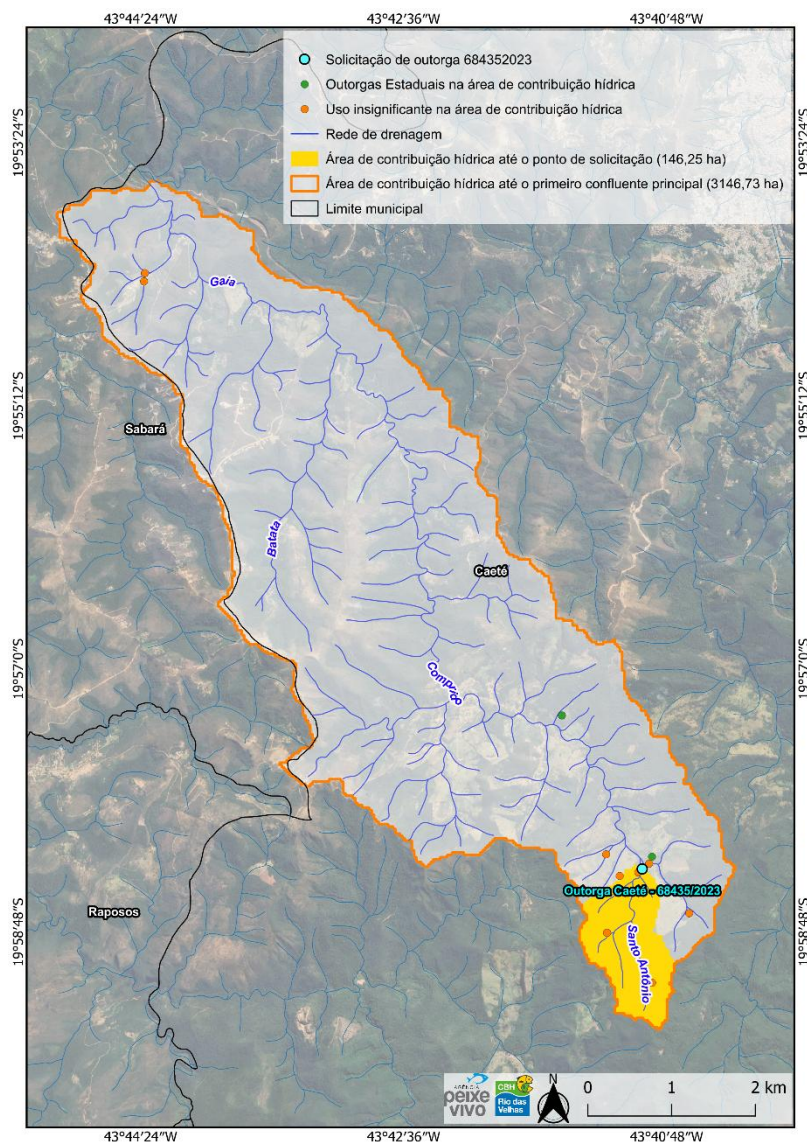 43°44′24″W 43°42′36″W 43°40′48″W
Solicitação de outorga 684352023
Outorgas Estaduais na área de contribuição hídrica
Uso insignificante na área de contribuição hídrica
Rede de drenagem
Área de contribuição hídrica até o ponto de solicitação (146,25 ha)
Área de contribuição hídrica até o primeiro confluente principal (3146,73 ha)
Limite municipal
19°53′24″S 19°53′24″S
Gaia
19°55′12″S 19°55′12″S
Sabará
Batata
Caeté
19°57′0″S 19°57′0″S
Comprido
Outorga Caeté - 68435/2023
Raposos
19°58′48″S 19°58′48″S
Santo Antônio
AGÊNCIA
peixe
vivo
CBH
Rio das
Velhas
N
0 1 2 km
43°44′24″W 43°42′36″W 43°40′48″W